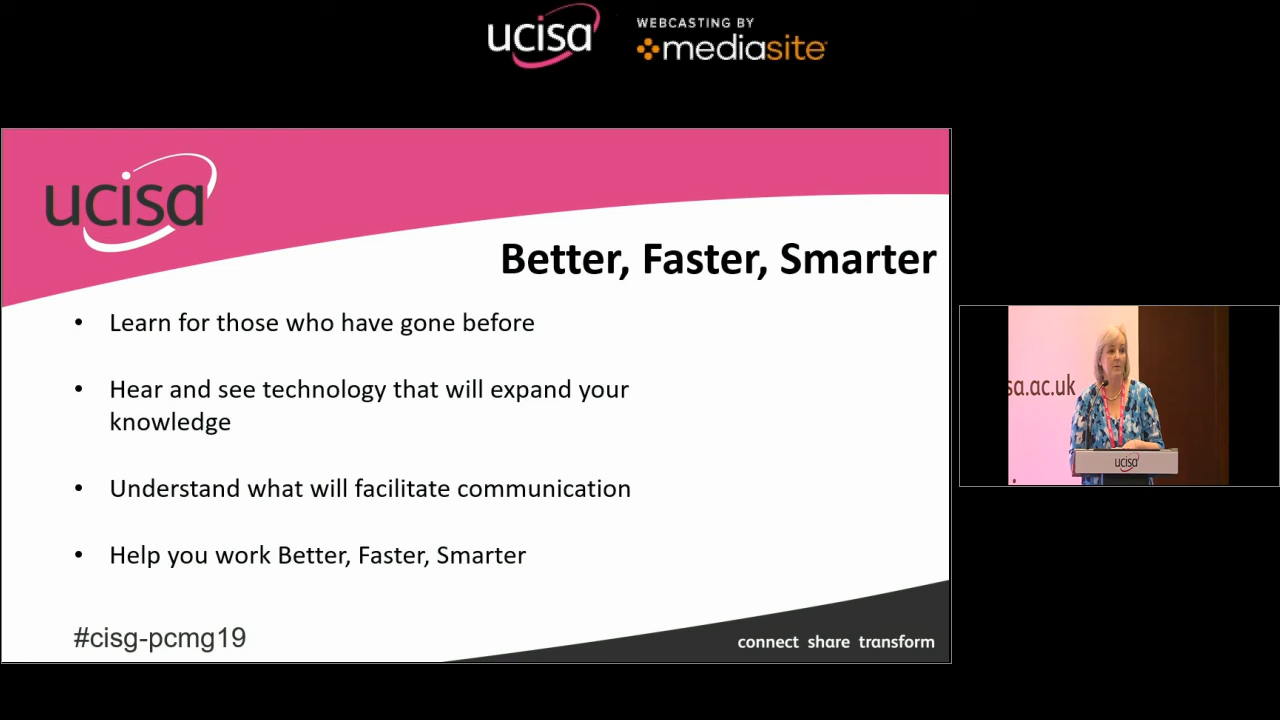 ucisa
WEBCASTING BY
mediasite
ucisa
Better, Faster, Smarter
• Learn for those who have gone before
• Hear and see technology that will expand your
knowledge
• Understand what will facilitate communication
• Help you work Better, Faster, Smarter
#cisg-pcmg19
connect share transform
sa.ac.uk
ucisa